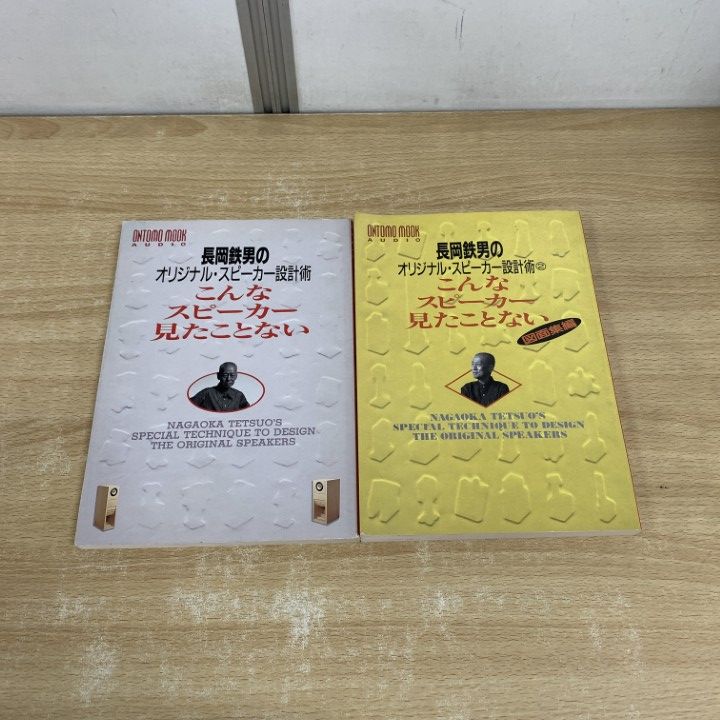 ONTOMO MOOK
AUDIO
長岡鉄男の
オリジナル・スピーカー設計術
こんな
スピーカー
見たことない
NAGAOKA TETSUO'S
SPECIAL TECHNIQUE TO DESIGN
THE ORIGINAL SPEAKERS
ONTOMO MOOK
AUDIO
長岡鉄男の
オリジナル・スピーカー設計術②
こんな
スピーカー
見たことない
図面集編
NAGAOKA TETSUO'S
SPECIAL TECHNIQUE TO DESIGN
THE ORIGINAL SPEAKERS